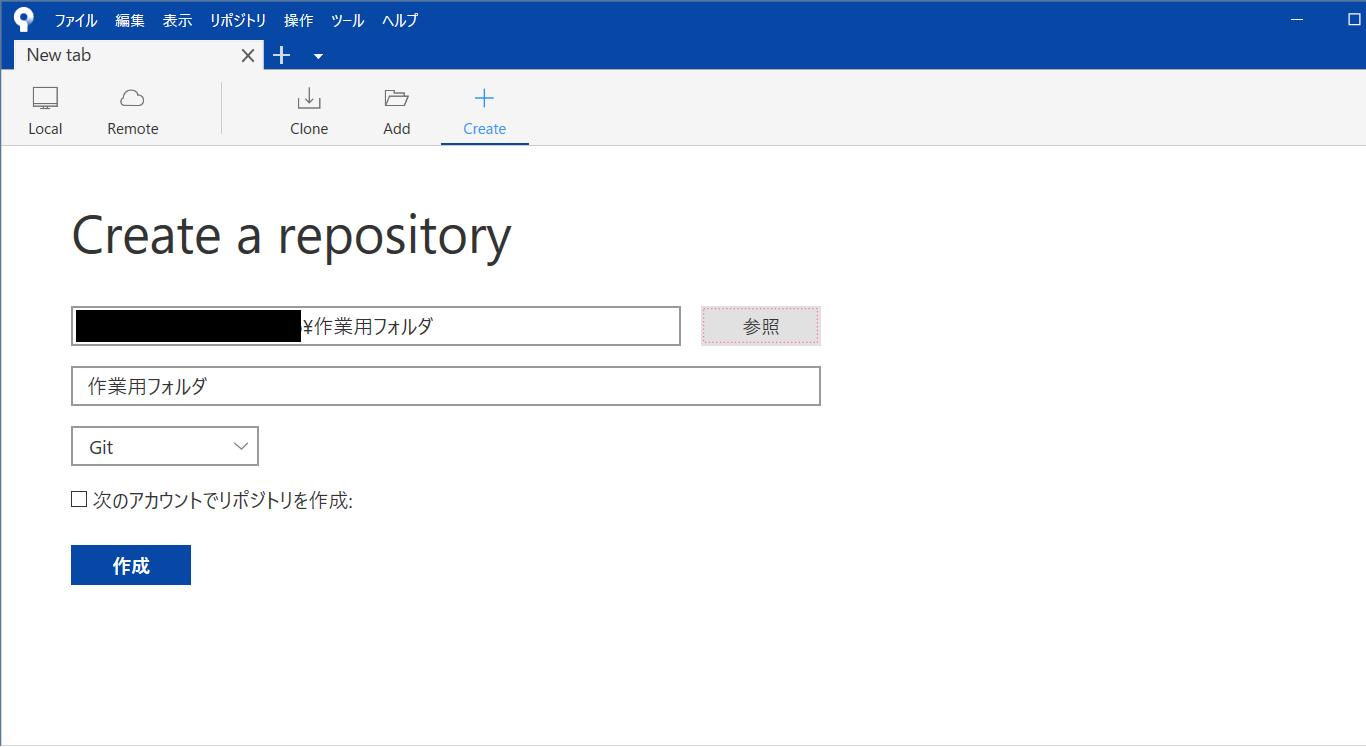 ファイル 編集 表示 リポジトリ 操作 ツール ヘルプ
New tab
Local Remote Clone Add Create
Create a repository
¥作業用フォルダ 参照
作業用フォルダ
Git
次のアカウントでリポジトリを作成:
作成